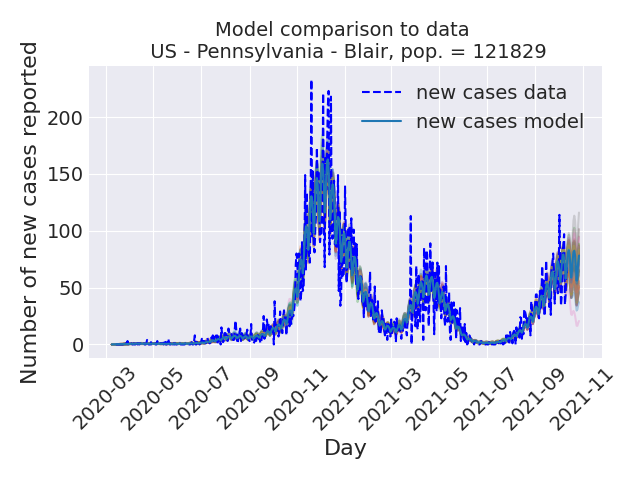 Model comparison to data
US - Pennsylvania - Blair, pop. = 121829
new cases data
new cases model
Number of new cases reported
200
150
100
50
0
2020-03
2020-05
2020-07
2020-09
2020-11
2021-01
2021-03
2021-05
2021-07
2021-09
2021-11
Day